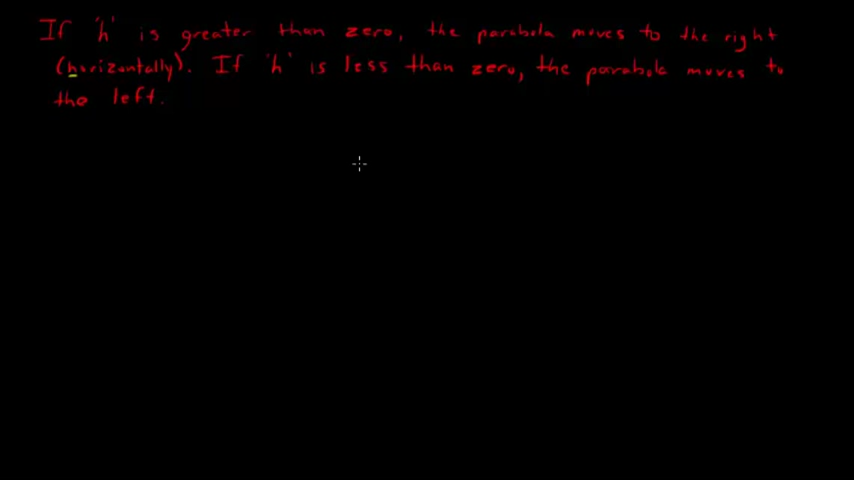 If 'h' is greater than zero, the parabola moves to the right
(horizontally). If 'h' is less than zero, the parabola moves to
the left.